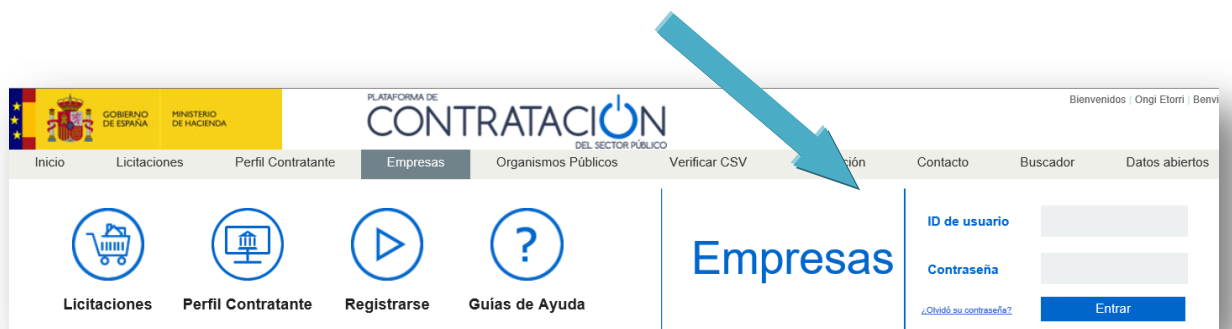 GOBIERNO
DE ESPAÑA
MINISTERIO
DE HACIENDA
PLATAFORMA DE
CONTRATACIÓN
DEL SECTOR PÚBLICO
Bienvenidos | Ongi Etorri | Benvi
Inicio Licitaciones Perfil Contratante Empresas Organismos Públicos Verificar CSV Contacto Buscador Datos abiertos
Empresas
ID de usuario
Contraseña
¿Olvidó su contraseña? Entrar
Licitaciones Perfil Contratante Registrarse Guías de Ayuda